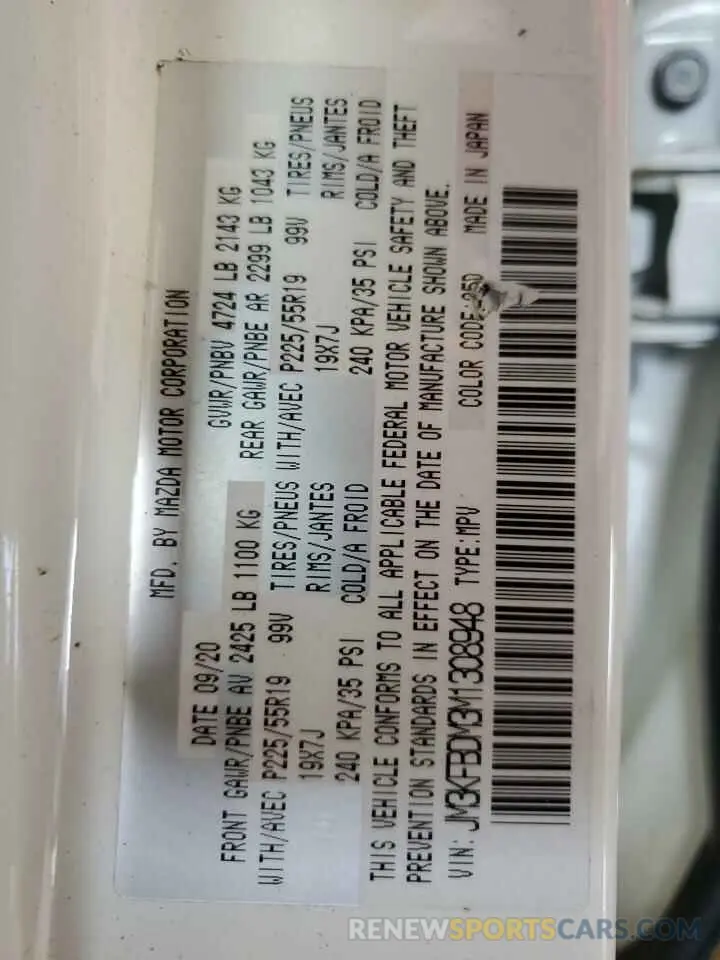 MFD. BY MAZDA MOTOR CORPORATION
DATE 09/20 GVWR/PNBV 4724 LB 2143 KG
FRONT GAWR/PNBE AV 2425 LB 1100 KG REAR GAWR/PNBE AR 2299 LB 1043 KG
WITH/AVEC P225/55R19 99V TIRES/PNEUS WITH/AVEC P225/55R19 99V TIRES/PNEUS
19X7J RIMS/JANTES 19X7J RIMS/JANTES
240 KPA/35 PSI COLD/A FROID 240 KPA/35 PSI COLD/A FROID
THIS VEHICLE CONFORMS TO ALL APPLICABLE FEDERAL MOTOR VEHICLE SAFETY AND THEFT
PREVENTION STANDARDS IN EFFECT ON THE DATE OF MANUFACTURE SHOWN ABOVE.
VIN: JM3KFBDM3M1308948 TYPE:MPV COLOR CODE:25D MADE IN JAPAN
RENEWSPORTSCARS.COM